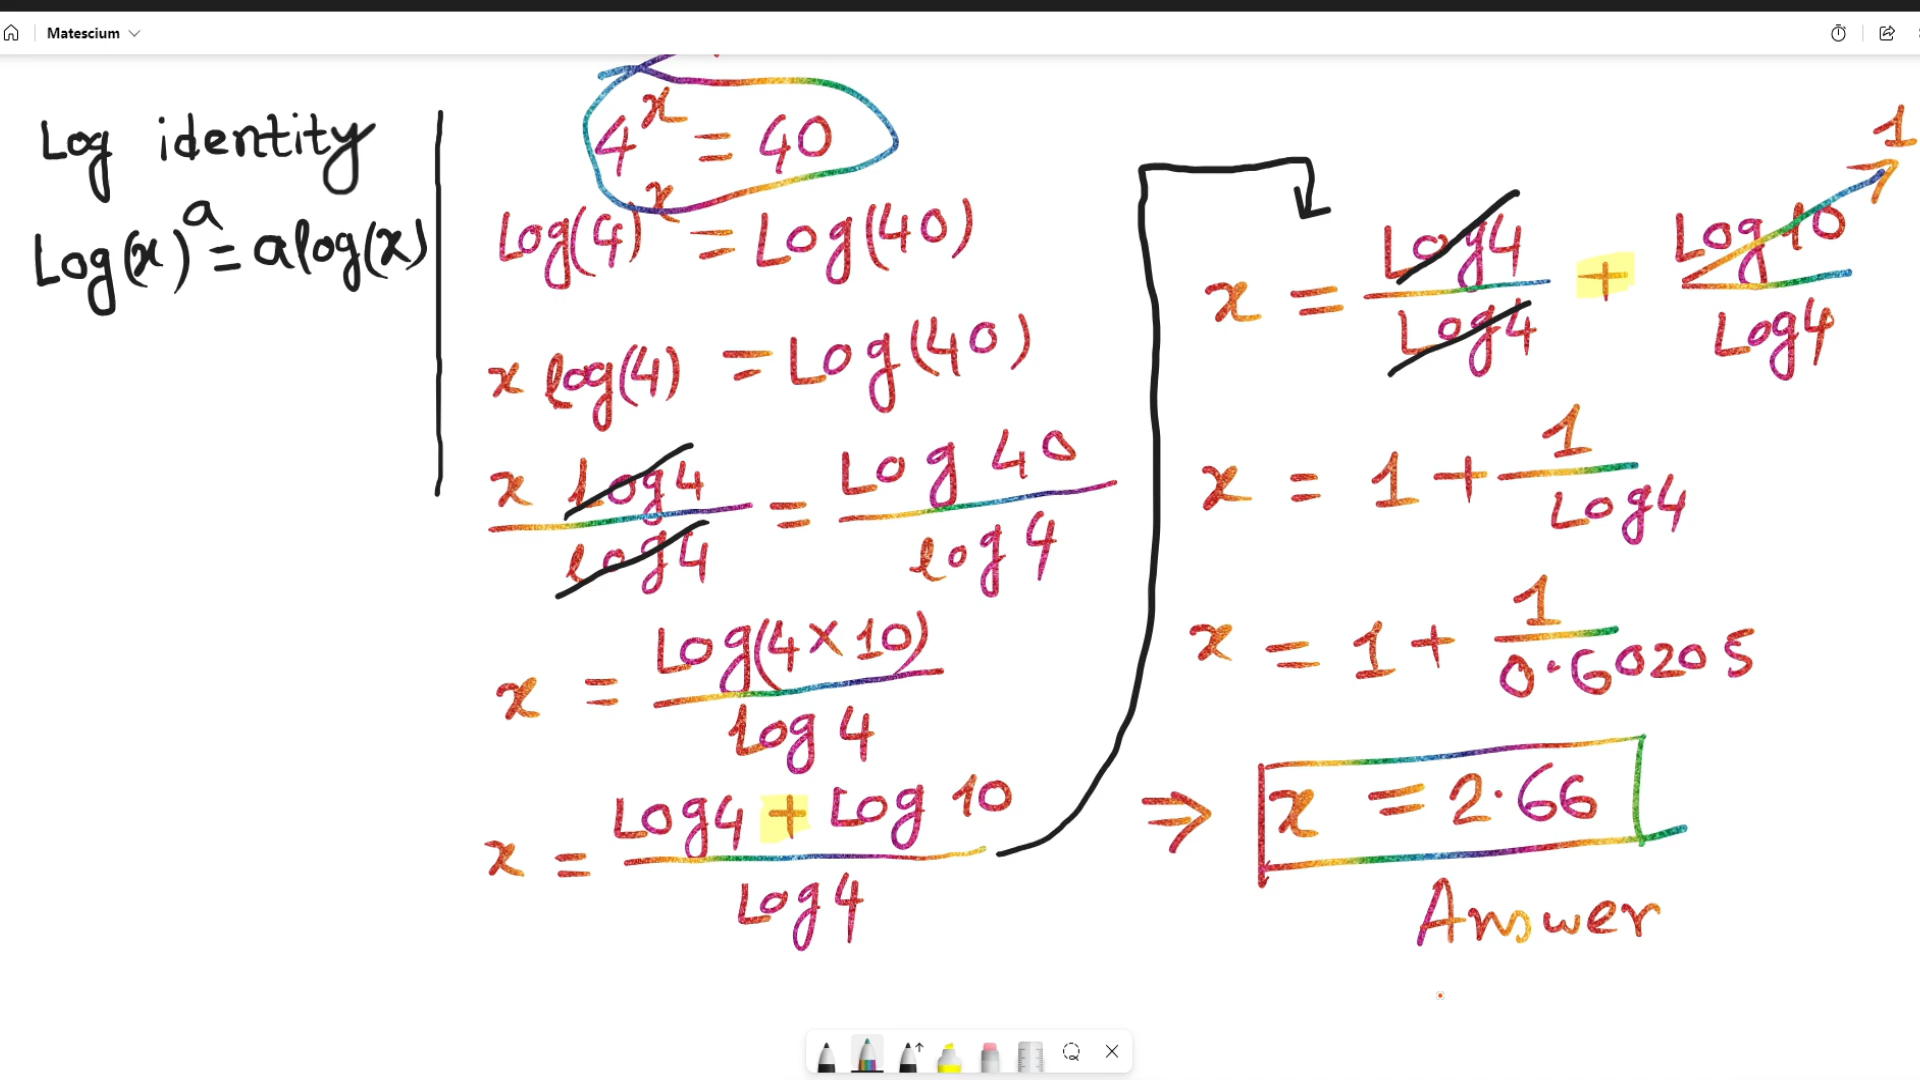 Matescium
Log identity
Log(x)^a = alog(x)
4^x = 40
Log(4)^x = Log(40)
x log(4) = Log(40)
x Log4 / log4 = Log 40 / log 4
x = Log(4×10) / Log 4
x = Log4 + Log 10 / Log4
x = Log4 / Log4 + Log10 / Log4
1
x = 1 + 1 / Log4
x = 1 + 1 / 0.60205
⇒ x = 2.66
Answer